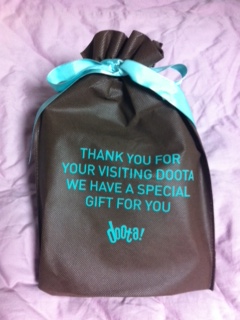 THANK YOU FOR
YOUR VISITING DOOTA
WE HAVE A SPECIAL
GIFT FOR YOU
doota!